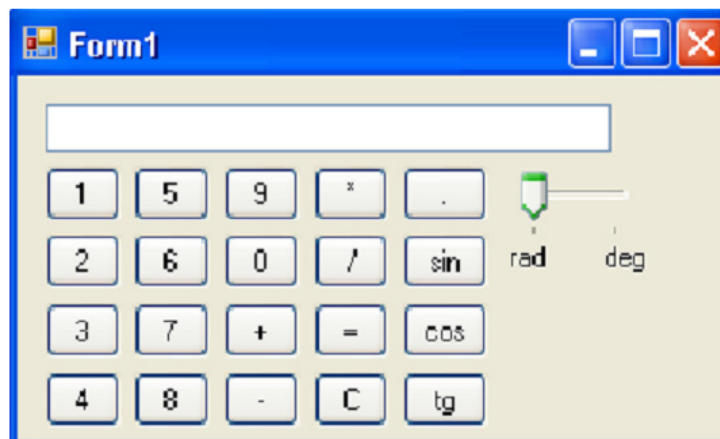 Form1
1 5 9 * .
2 6 0 / sin
rad deg
3 7 + = cos
4 8 - C tg